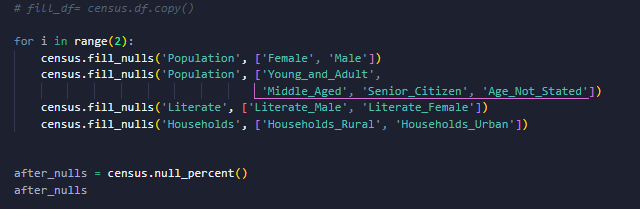 # fill_df= census.df.copy()
for i in range(2):
census.fill_nulls('Population', ['Female', 'Male'])
census.fill_nulls('Population', ['Young_and_Adult',
'Middle_Aged', 'Senior_Citizen', 'Age_Not_Stated'])
census.fill_nulls('Literate', ['Literate_Male', 'Literate_Female'])
census.fill_nulls('Households', ['Households_Rural', 'Households_Urban'])
after_nulls = census.null_percent()
after_nulls